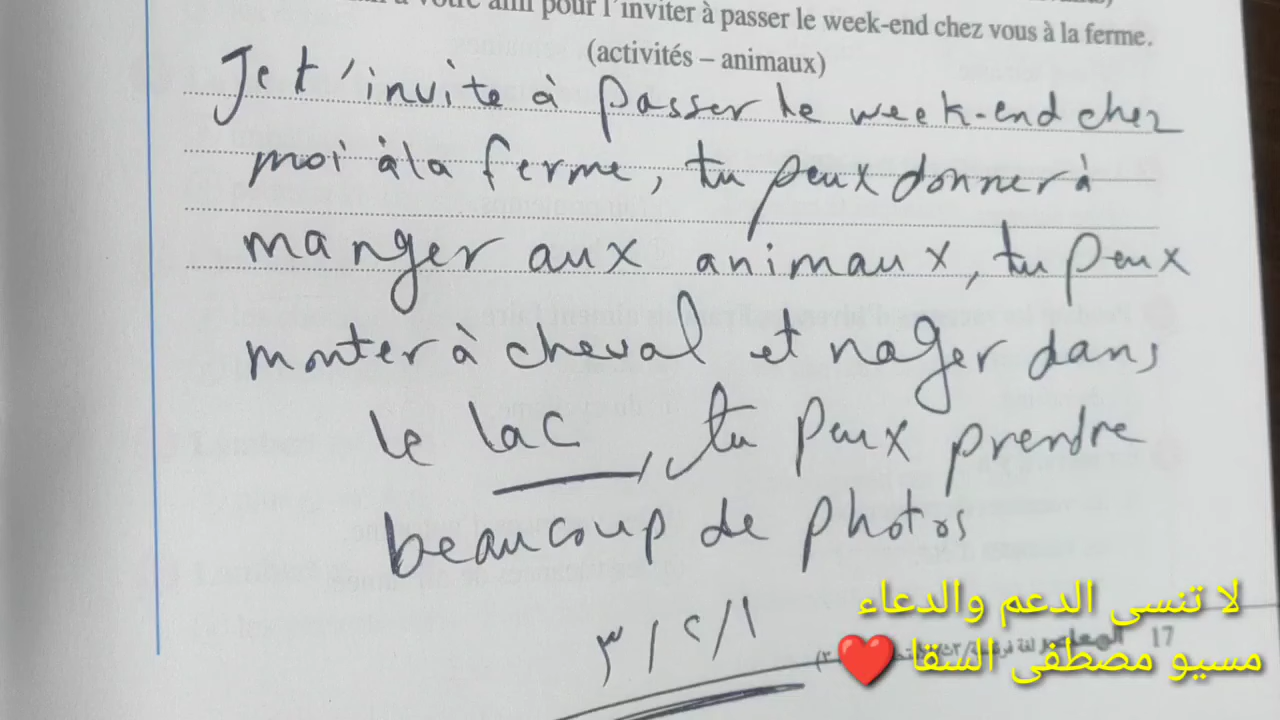 à votre ami pour l'inviter à passer le week-end chez vous à la ferme.
(activités – animaux)
Je t'invite à passer le week-end chez
moi à la ferme, tu peux donner à
manger aux animaux, tu peux
monter à cheval et nager dans
le lac, tu peux prendre
beaucoup de photos
٣/٢/١
لا تنسى الدعم والدعاء
17 المعاصر
مسيو مصطفى السقا ❤️